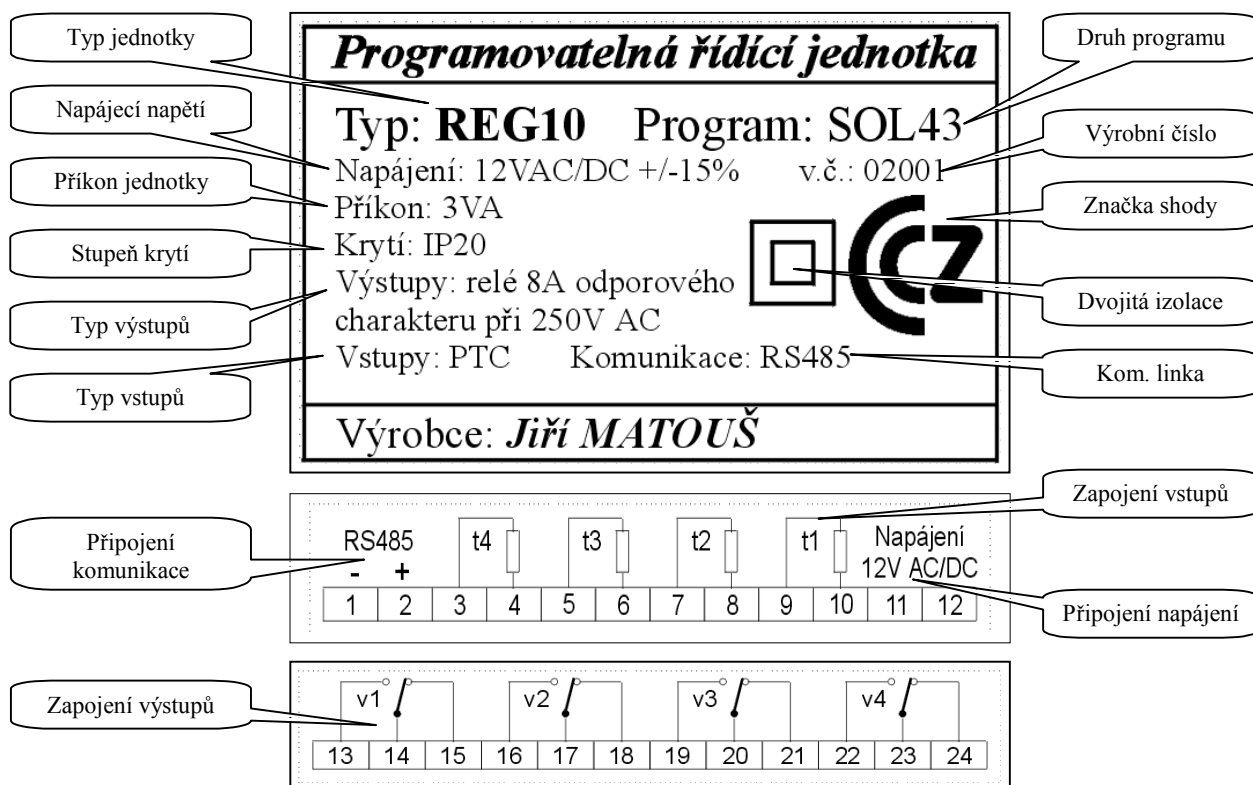 Typ jednotky
Napájecí napětí
Příkon jednotky
Stupeň krytí
Typ výstupů
Typ vstupů
Programovatelná řídící jednotka
Typ: REG10 Program: SOL43
Napájení: 12VAC/DC +/-15% v.č.: 02001
Příkon: 3VA
Krytí: IP20
Výstupy: relé 8A odporového
charakteru při 250V AC
Vstupy: PTC Komunikace: RS485
Výrobce: Jiří MATOUŠ
CCZ
Druh programu
Výrobní číslo
Značka shody
Dvojitá izolace
Kom. linka
Zapojení vstupů
Připojení
komunikace
RS485 t4 t3 t2 t1 Napájení
- + 12V AC/DC
1 2 3 4 5 6 7 8 9 10 11 12
Připojení napájení
Zapojení výstupů
v1 v2 v3 v4
13 14 15 16 17 18 19 20 21 22 23 24